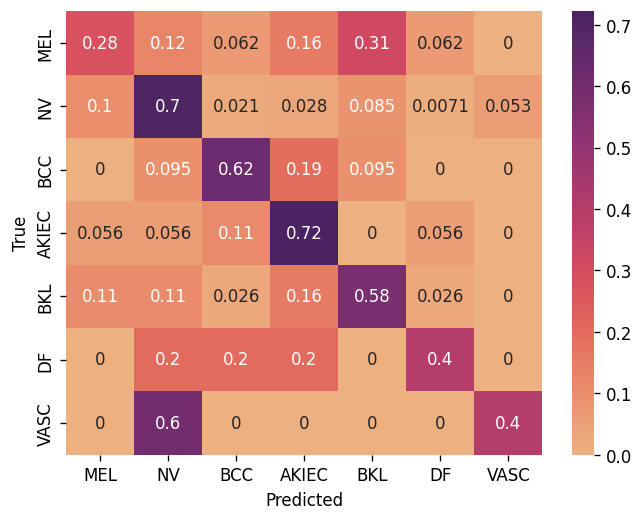 MEL 0.28 0.12 0.062 0.16 0.31 0.062 0
NV 0.1 0.7 0.021 0.028 0.085 0.0071 0.053
BCC 0 0.095 0.62 0.19 0.095 0 0
AKIEC 0.056 0.056 0.11 0.72 0 0.056 0
BKL 0.11 0.11 0.026 0.16 0.58 0.026 0
DF 0 0.2 0.2 0.2 0 0.4 0
VASC 0 0.6 0 0 0 0 0.4
True
MEL NV BCC AKIEC BKL DF VASC
Predicted
0.7
0.6
0.5
0.4
0.3
0.2
0.1
0.0